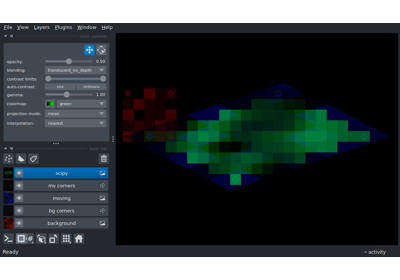 File View Layers Plugins Window Help
layer controls
opacity: 0.50
blending: translucent_no_depth
contrast limits:
auto-contrast: once continuous
gamma: 1.00
colormap: green
projection mode: mean
interpolation: nearest
layer list
scipy
mv corners
moving
bg corners
background
Ready activity